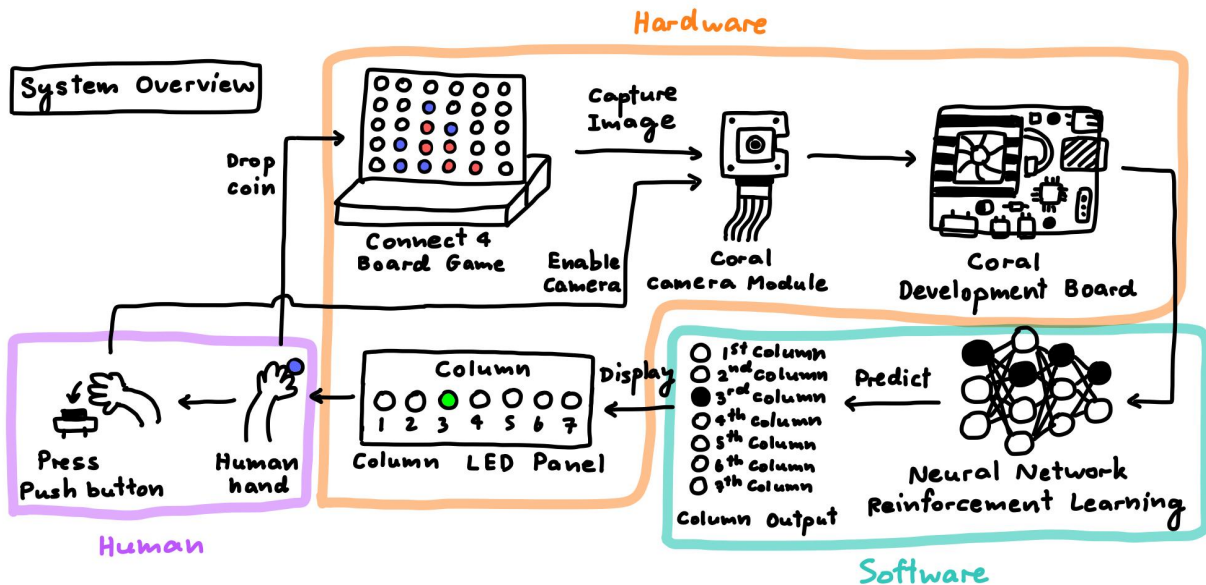 Hardware
System Overview
Drop
coin
Connect 4
Board Game
Capture
Image
Enable
Camera
Coral
Camera Module
Coral
Development Board
Press
Push button
Human
hand
Human
Column
1 2 3 4 5 6 7
Column LED Panel
Display
1st Column
2nd Column
3rd Column
4th Column
5th Column
6th Column
7th Column
Column Output
Predict
Neural Network
Reinforcement Learning
Software